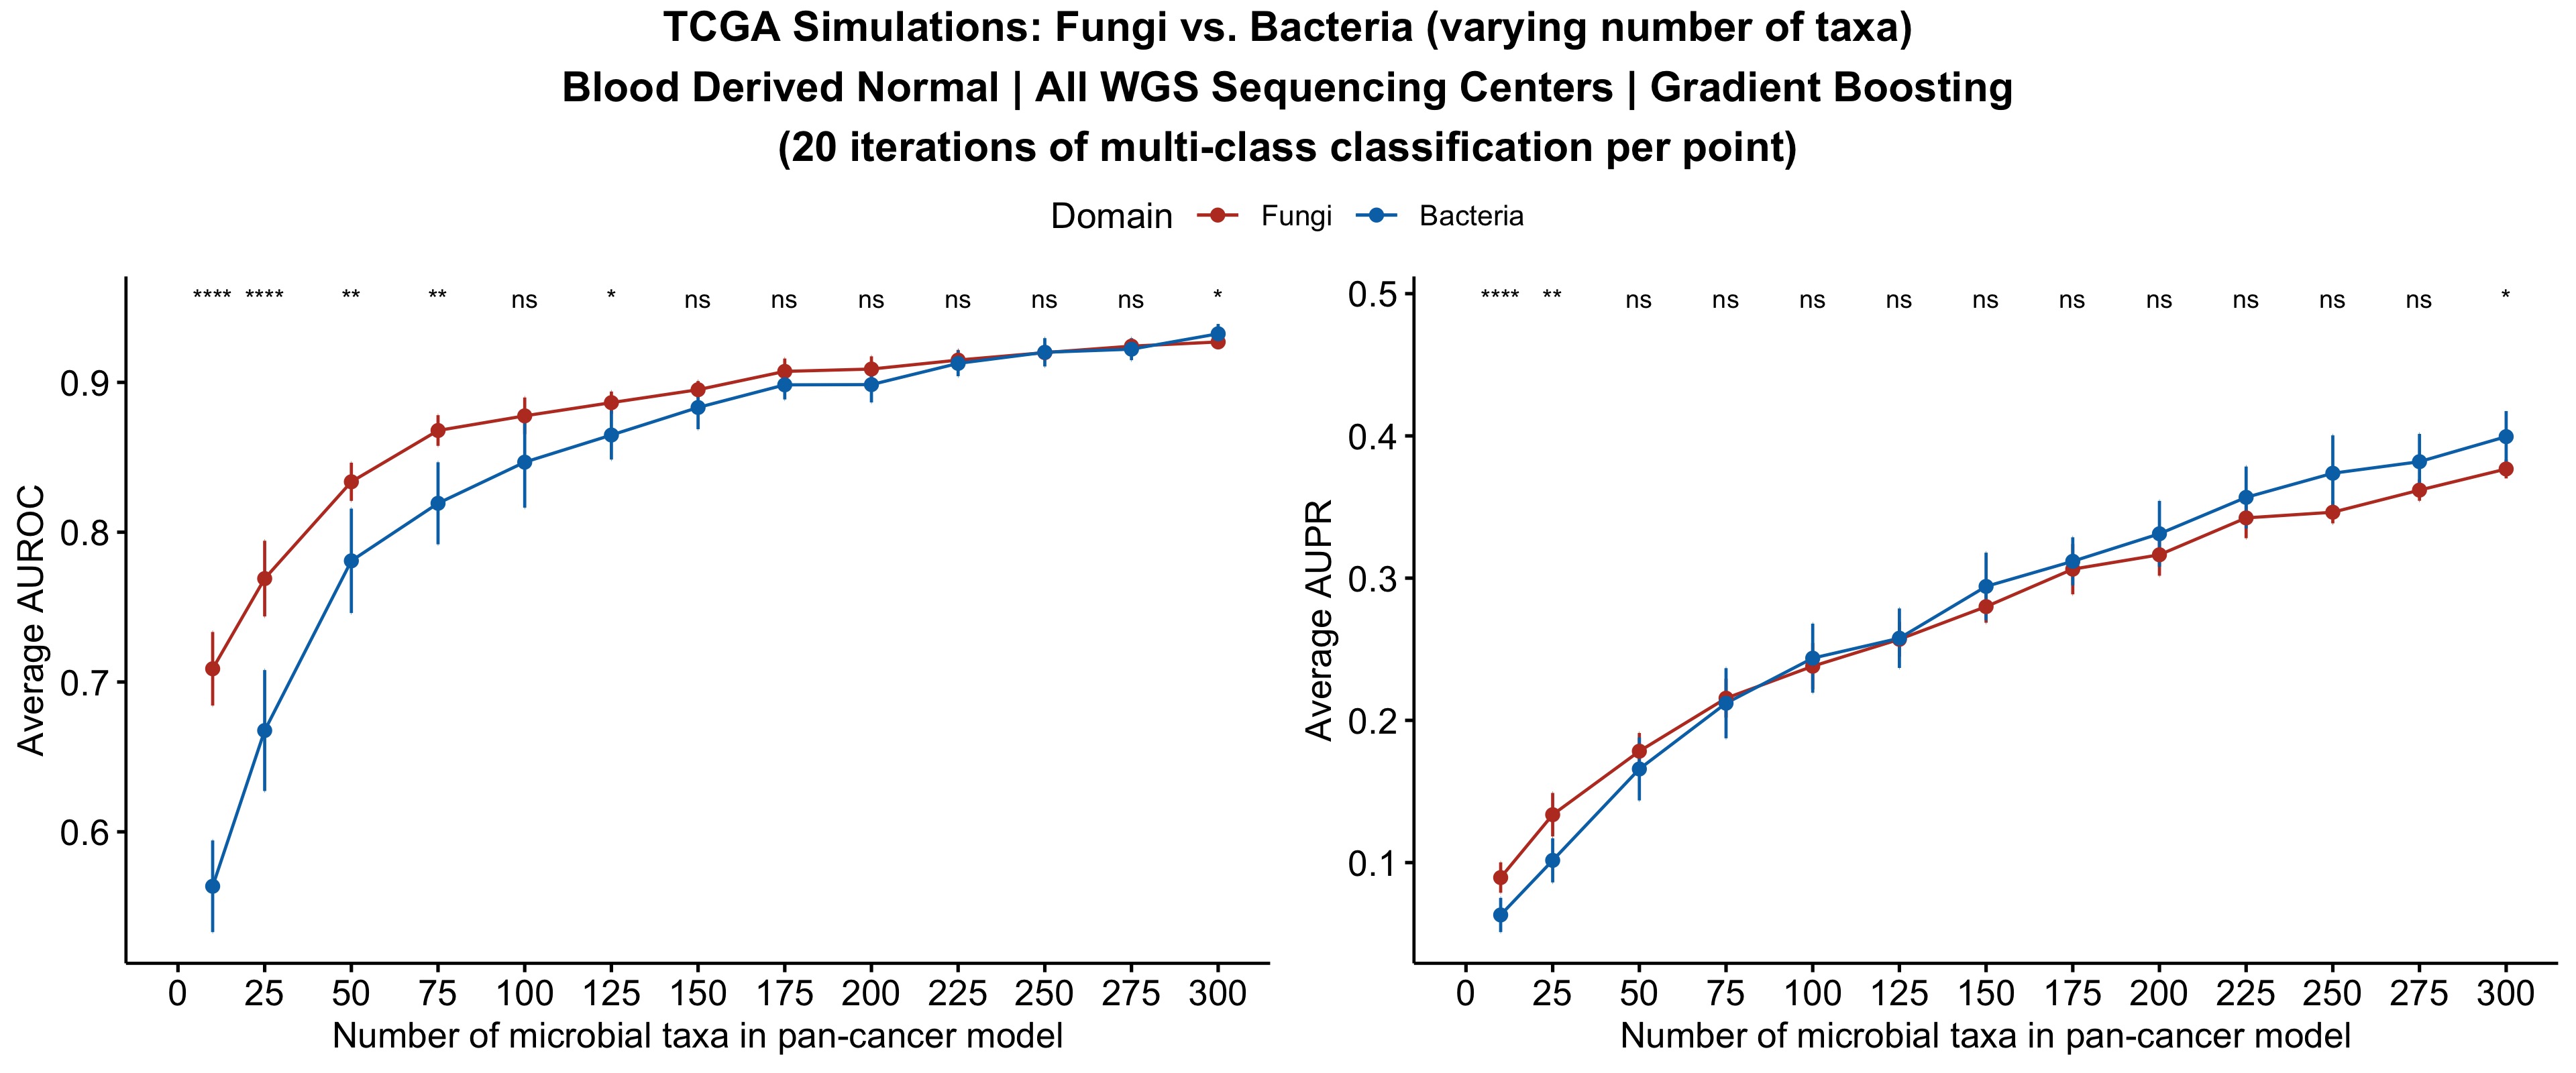 TCGA Simulations: Fungi vs. Bacteria (varying number of taxa)
Blood Derived Normal | All WGS Sequencing Centers | Gradient Boosting
(20 iterations of multi-class classification per point)
Domain Fungi Bacteria
**** **** ** ** ns * ns ns ns ns ns ns *
Average AUROC
0.9
0.8
0.7
0.6
0 25 50 75 100 125 150 175 200 225 250 275 300
Number of microbial taxa in pan-cancer model
**** ** ns ns ns ns ns ns ns ns ns ns *
Average AUPR
0.5
0.4
0.3
0.2
0.1
0 25 50 75 100 125 150 175 200 225 250 275 300
Number of microbial taxa in pan-cancer model